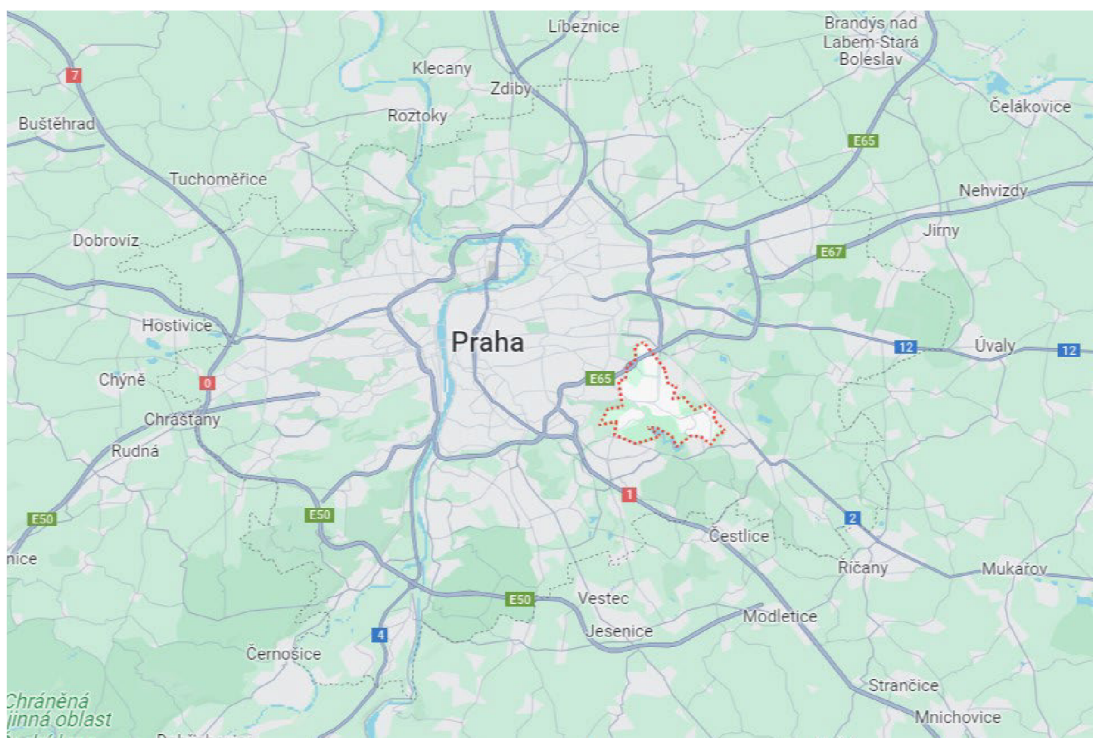 Líbeznice
Brandýs nad
Labem-Stará
Boleslav
Klecany
Zdiby
7
Čelákovice
Buštěhrad
Roztoky
E65
Tuchoměřice
Nehvizdy
Jirny
Dobrovíz
E67
Hostivice
Praha
12
Úvaly
12
Chýně
0
E65
Chrášťany
Rudná
1
E50
E50
2
Čestlice
nice
Říčany
Mukařov
E50
Vestec
Modletice
Jesenice
4
Černošice
Strančice
Chráněná
jinná oblast
Mnichovice